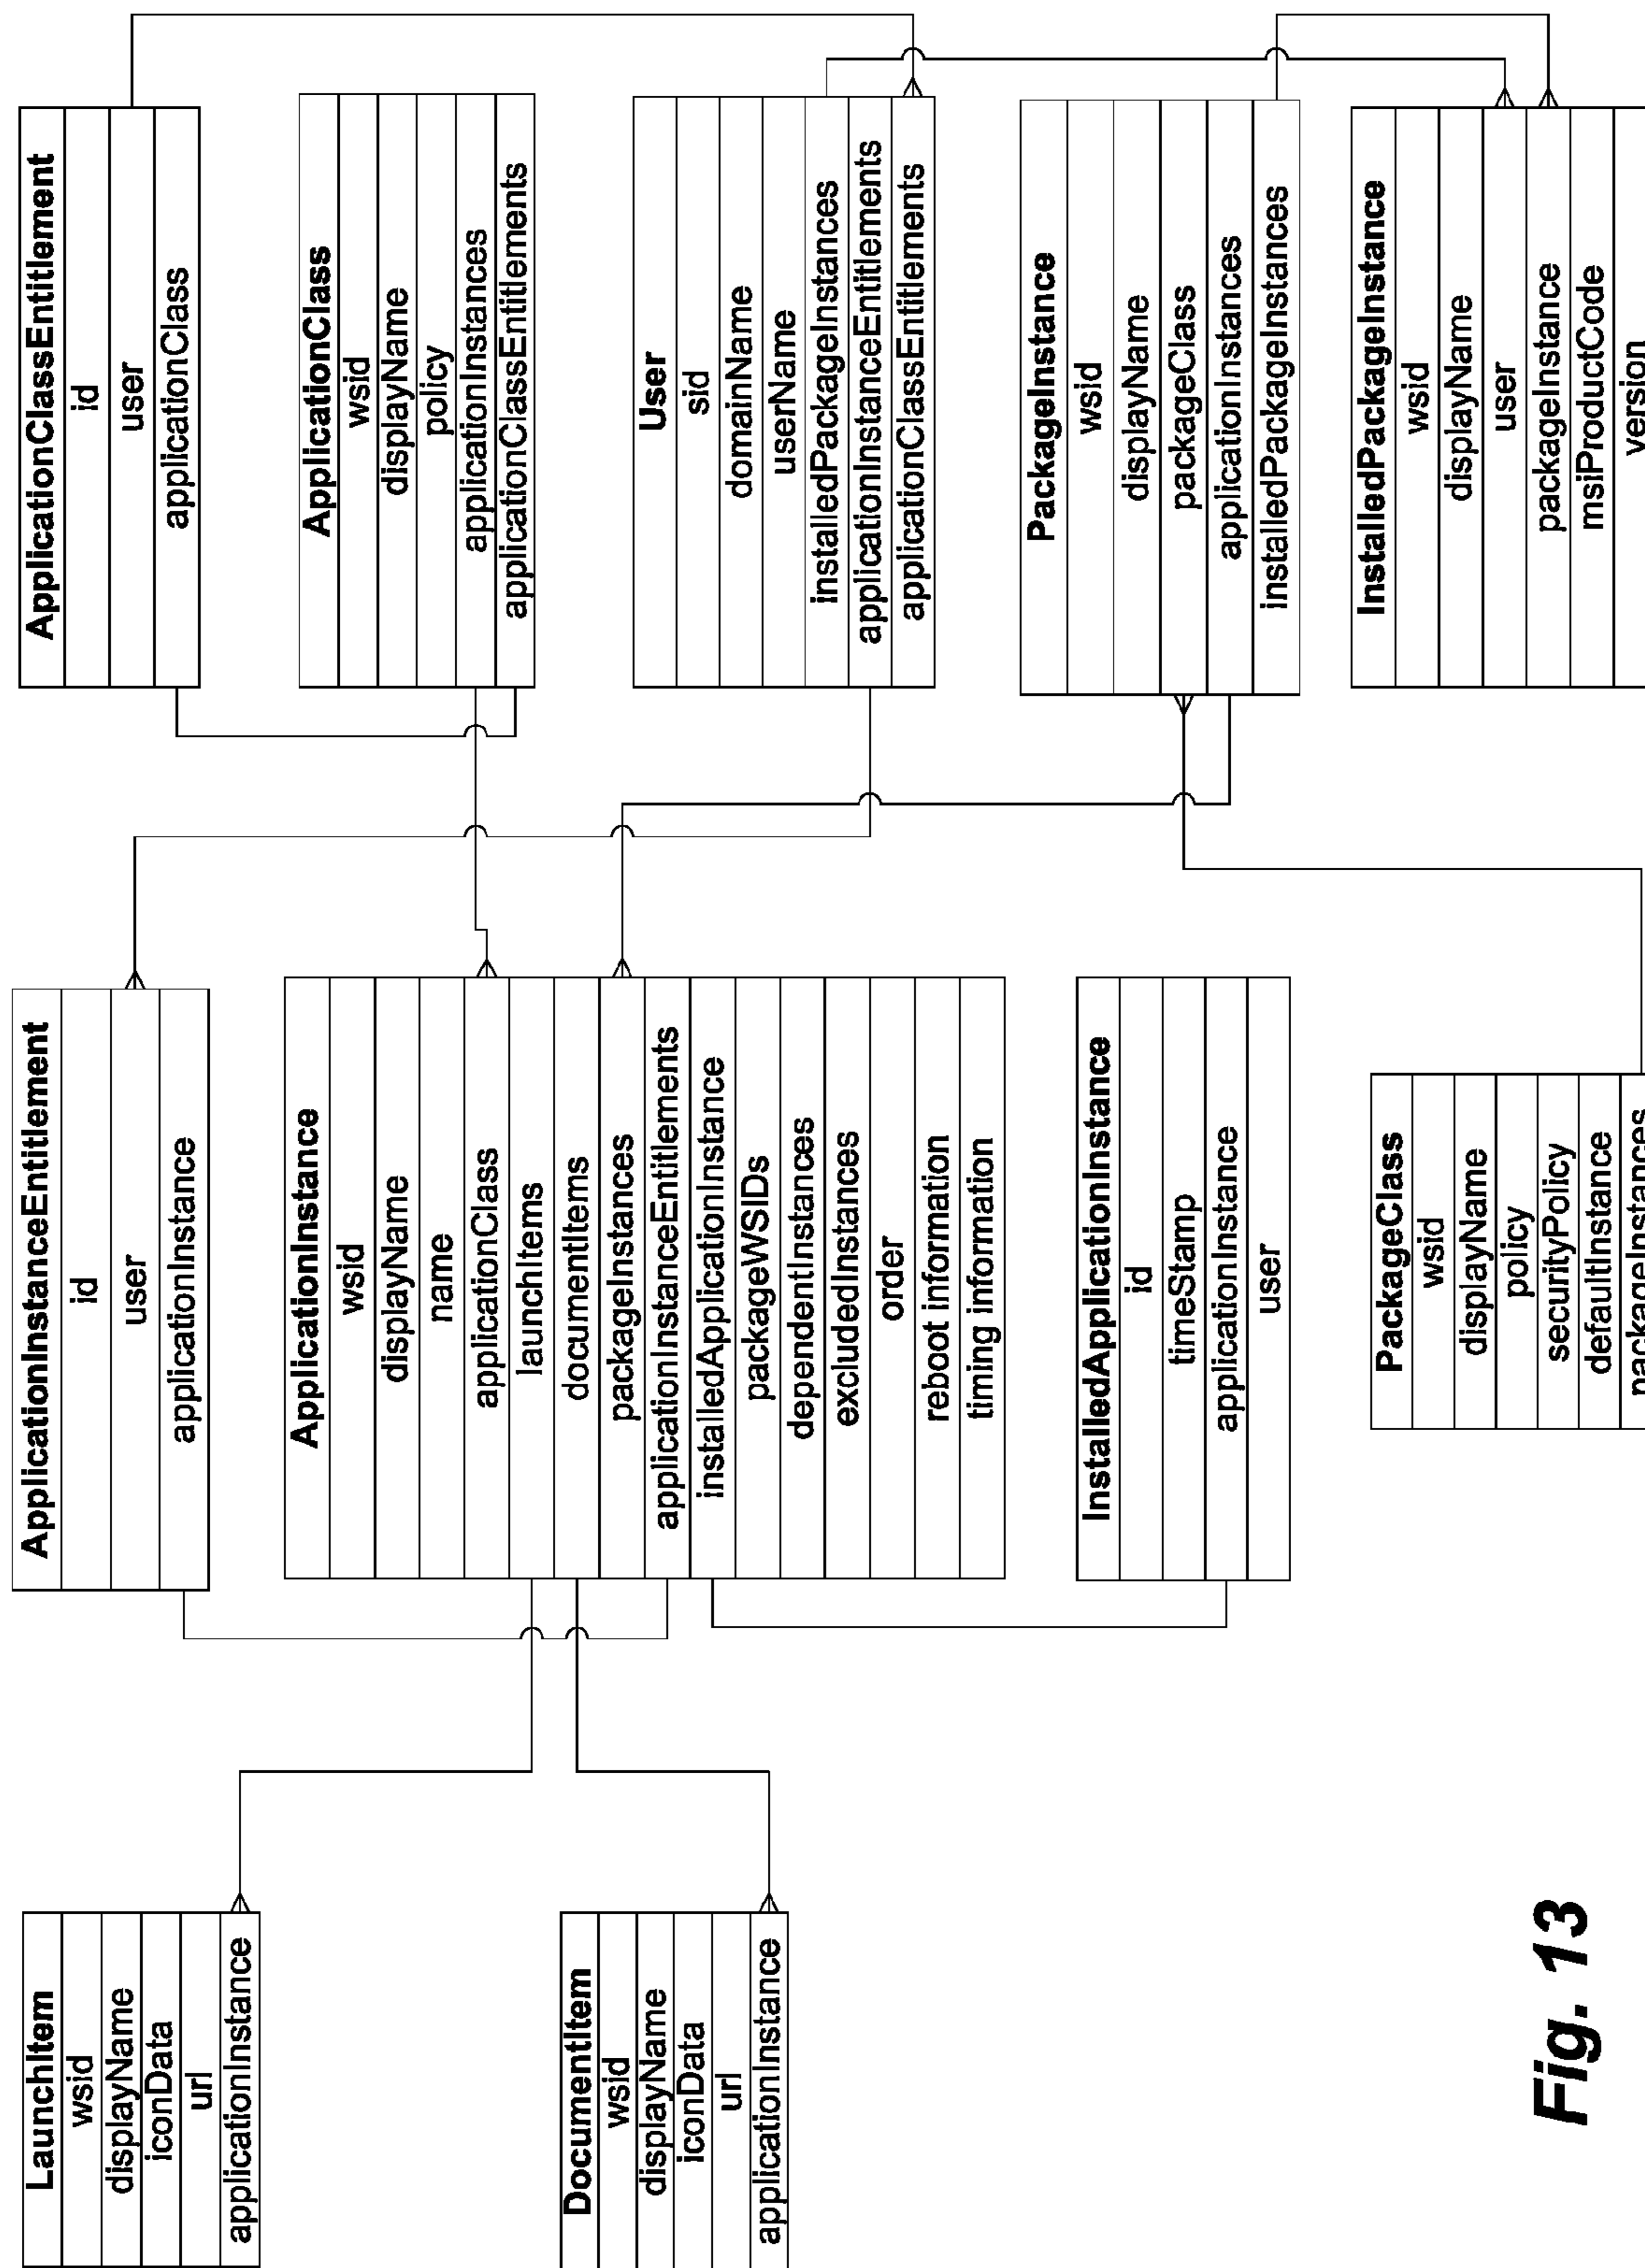 LaunchItem
wsid
displayName
iconData
url
applicationInstance
DocumentItem
wsid
displayName
iconData
url
applicationInstance
ApplicationInstanceEntitlement
id
user
applicationInstance
ApplicationInstance
wsid
displayName
name
applicationClass
launchItems
documentItems
packageInstances
applicationInstanceEntitlements
installedApplicationInstance
packageWSIDs
dependentInstances
excludedInstances
order
reboot information
timing information
InstalledApplicationInstance
id
timeStamp
applicationInstance
user
PackageClass
wsid
displayName
policy
securityPolicy
defaultInstance
packageInstances
ApplicationClassEntitlement
id
user
applicationClass
ApplicationClass
wsid
displayName
policy
applicationInstances
applicationClassEntitlements
User
sid
domainName
userName
installedPackageInstances
applicationInstanceEntitlements
applicationClassEntitlements
PackageInstance
wsid
displayName
packageClass
applicationInstances
installedPackageInstances
InstalledPackageInstance
wsid
displayName
user
packageInstance
msiProductCode
version
Fig. 13